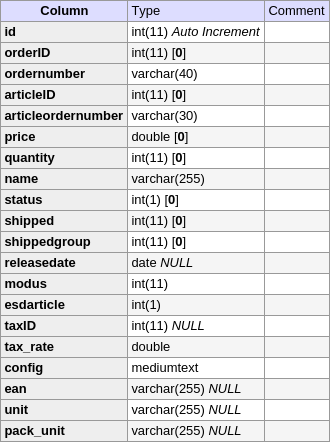 Column Type Comment
id int(11) Auto Increment
orderID int(11) [0]
ordernumber varchar(40)
articleID int(11) [0]
articleordernumber varchar(30)
price double [0]
quantity int(11) [0]
name varchar(255)
status int(1) [0]
shipped int(11) [0]
shippedgroup int(11) [0]
releasedate date NULL
modus int(11)
esdarticle int(1)
taxID int(11) NULL
tax_rate double
config mediumtext
ean varchar(255) NULL
unit varchar(255) NULL
pack_unit varchar(255) NULL